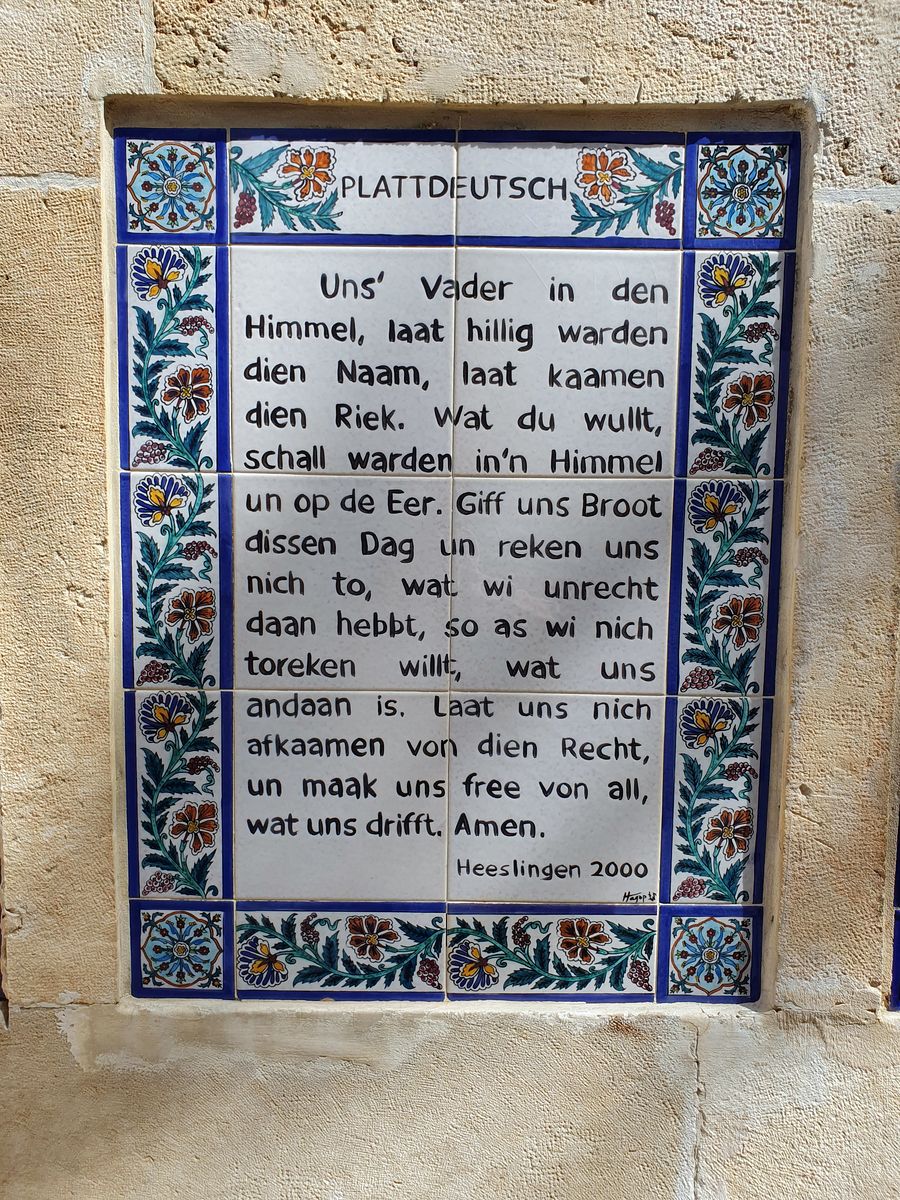 PLATTDEUTSCH
Uns' Vader in den
Himmel, laat hillig warden
dien Naam, laat kaamen
dien Riek. Wat du wullt,
schall warden in'n Himmel
un op de Eer. Giff uns Broot
dissen Dag un reken uns
nich to, wat wi unrecht
daan hebbt, so as wi nich
toreken willt, wat uns
andaan is. Laat uns nich
afkaamen von dien Recht,
un maak uns free von all,
wat uns drifft. Amen.
Heeslingen 2000